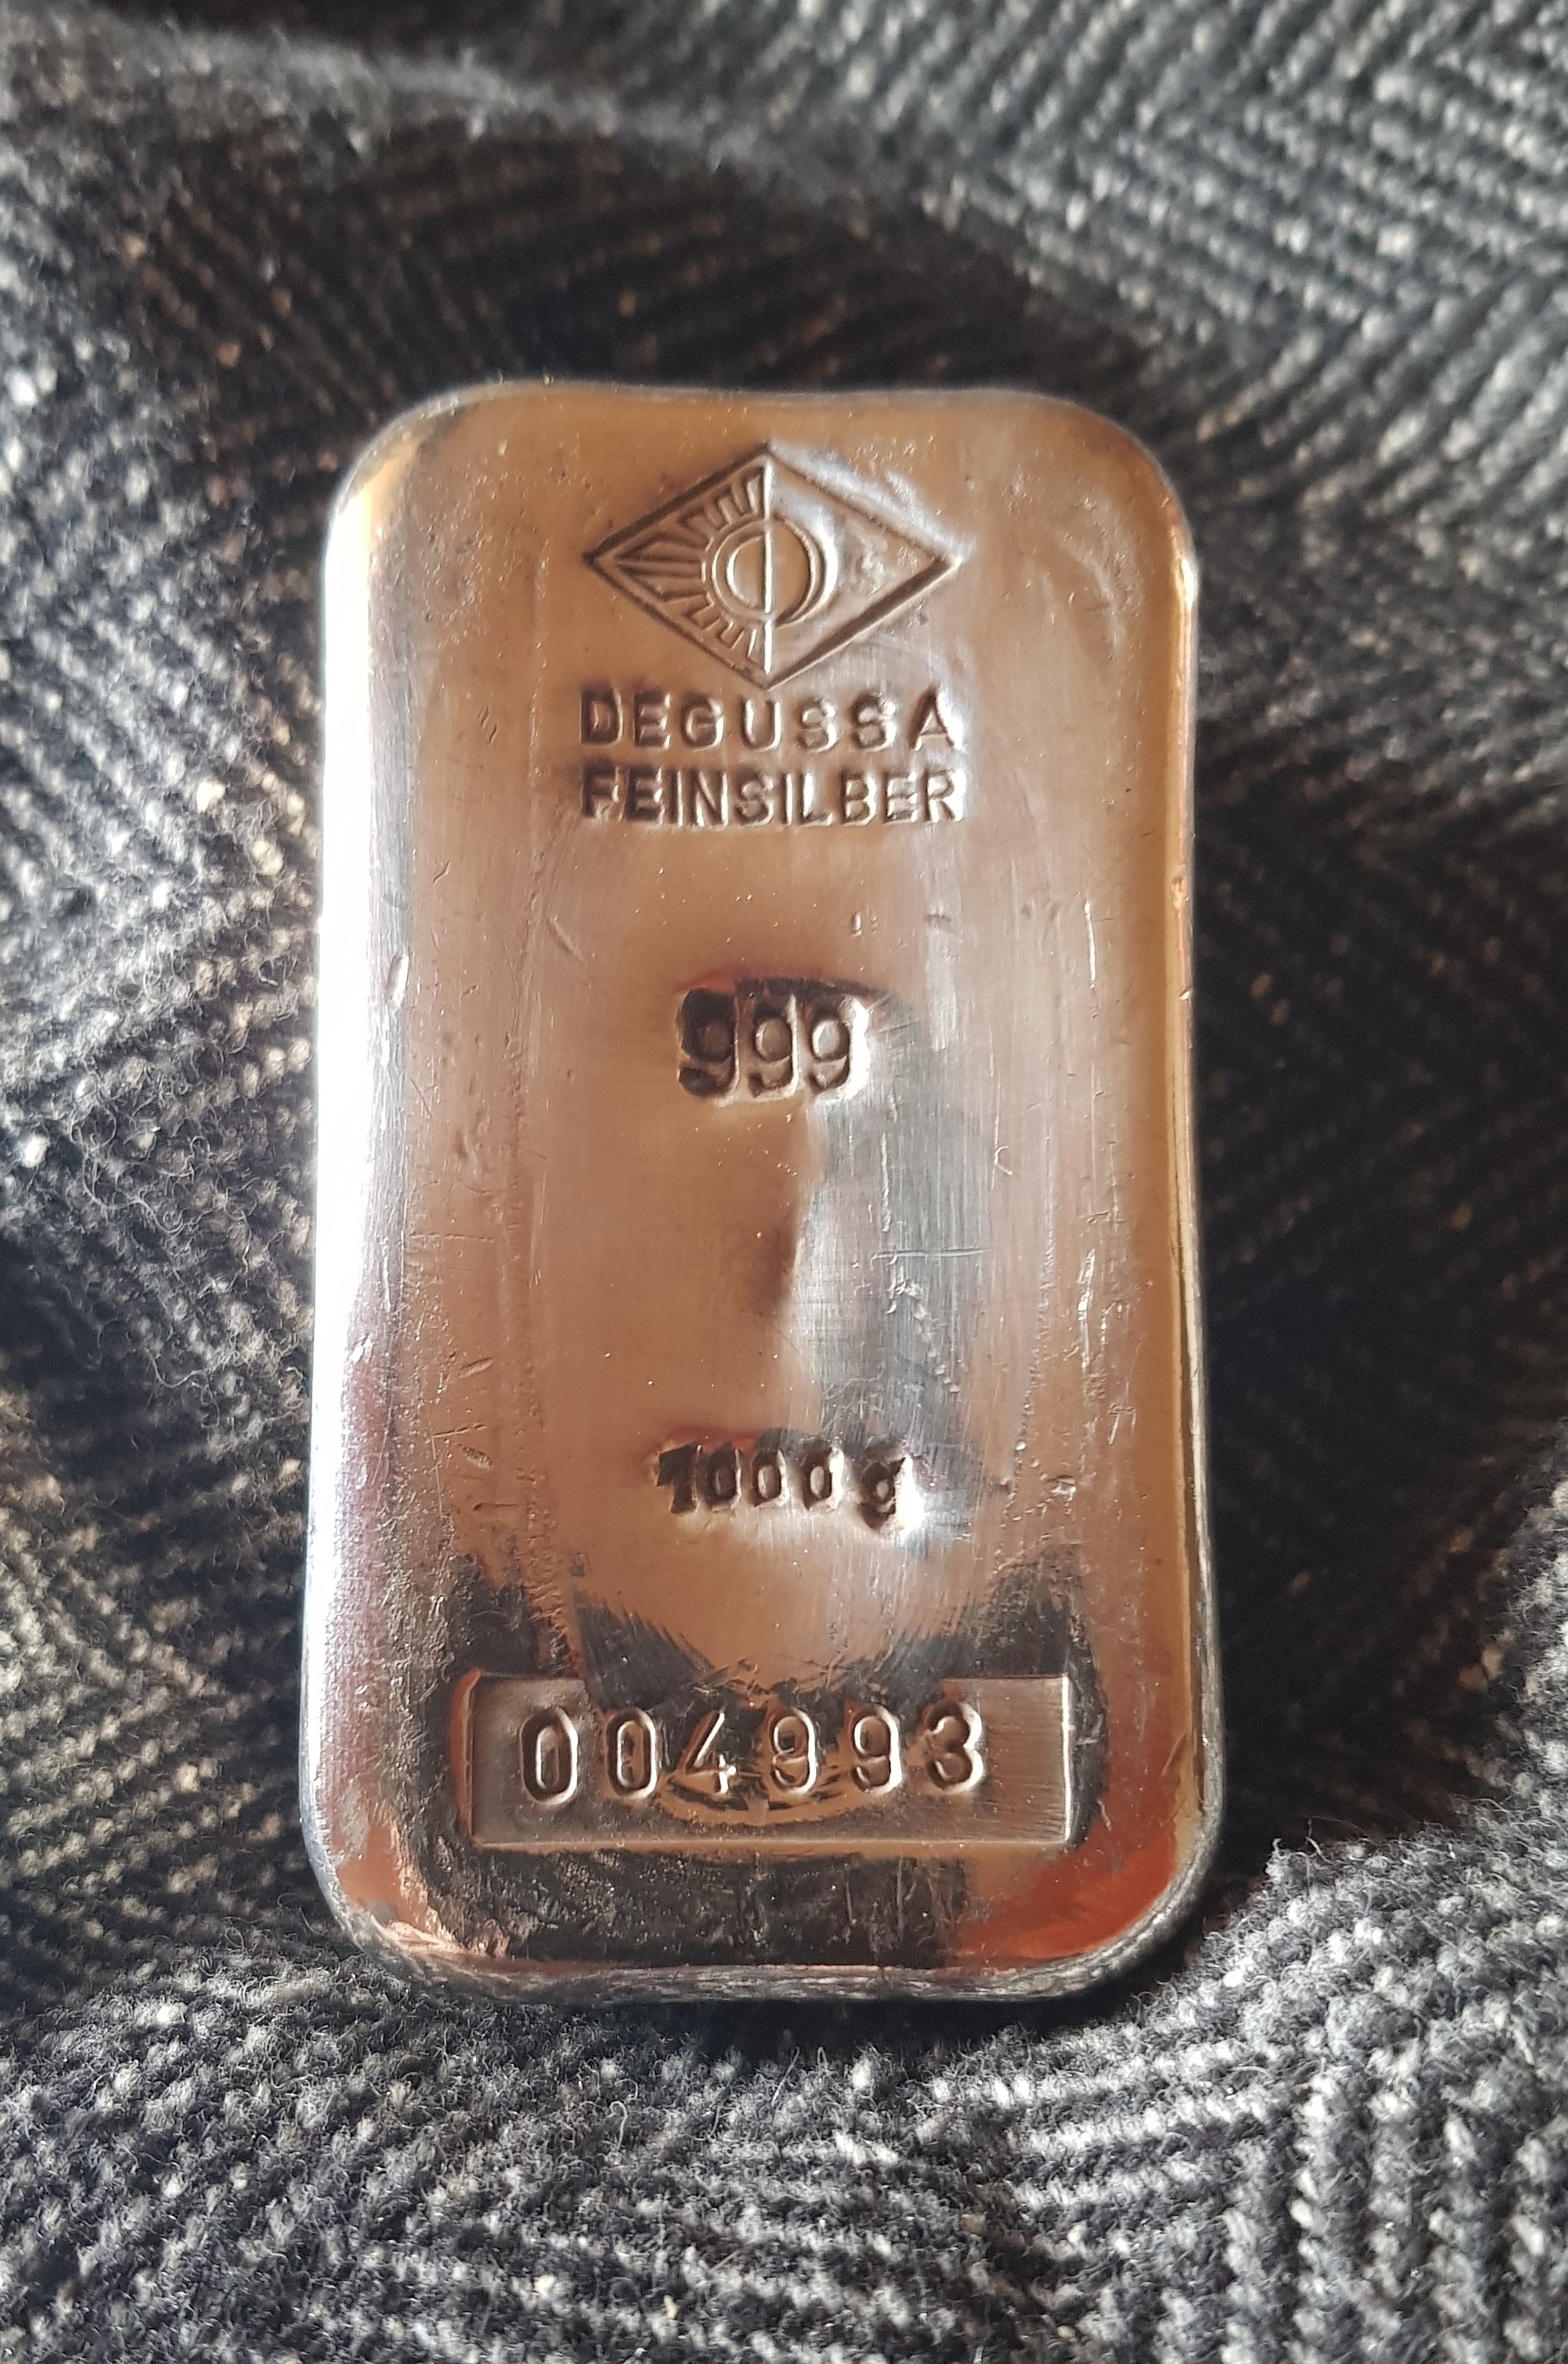 DEGUSSA
FEINSILBER
999
1000 g
004993